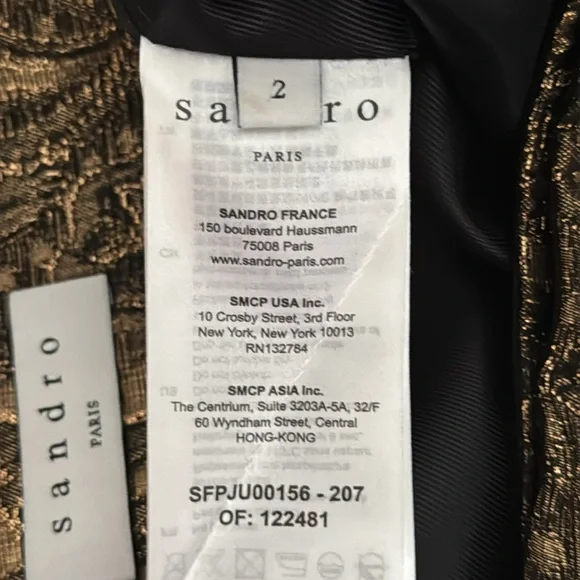 2
sa ro
PARIS
SANDRO FRANCE
150 boulevard Haussmann
75008 Paris
www.sandro-paris.com
SMCP USA Inc.
10 Crosby Street, 3rd Floor
New York, New York 10013
RN132784
SMCP ASIA Inc.
The Centrium, Suite 3203A-5A, 32/F
60 Wyndham Street, Central
HONG-KONG
SFPJU00156 - 207
OF: 122481
sandro
PARIS